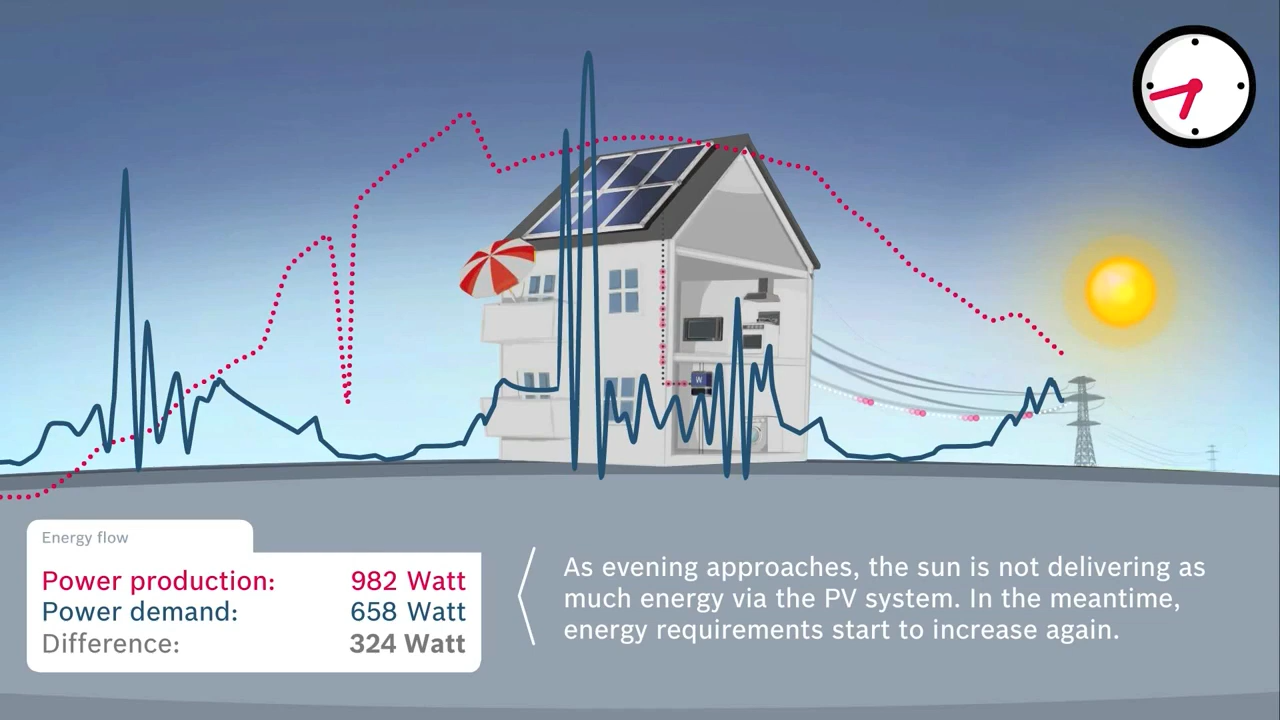 W
Energy flow
Power production: 982 Watt
Power demand: 658 Watt
Difference: 324 Watt
As evening approaches, the sun is not delivering as
much energy via the PV system. In the meantime,
energy requirements start to increase again.